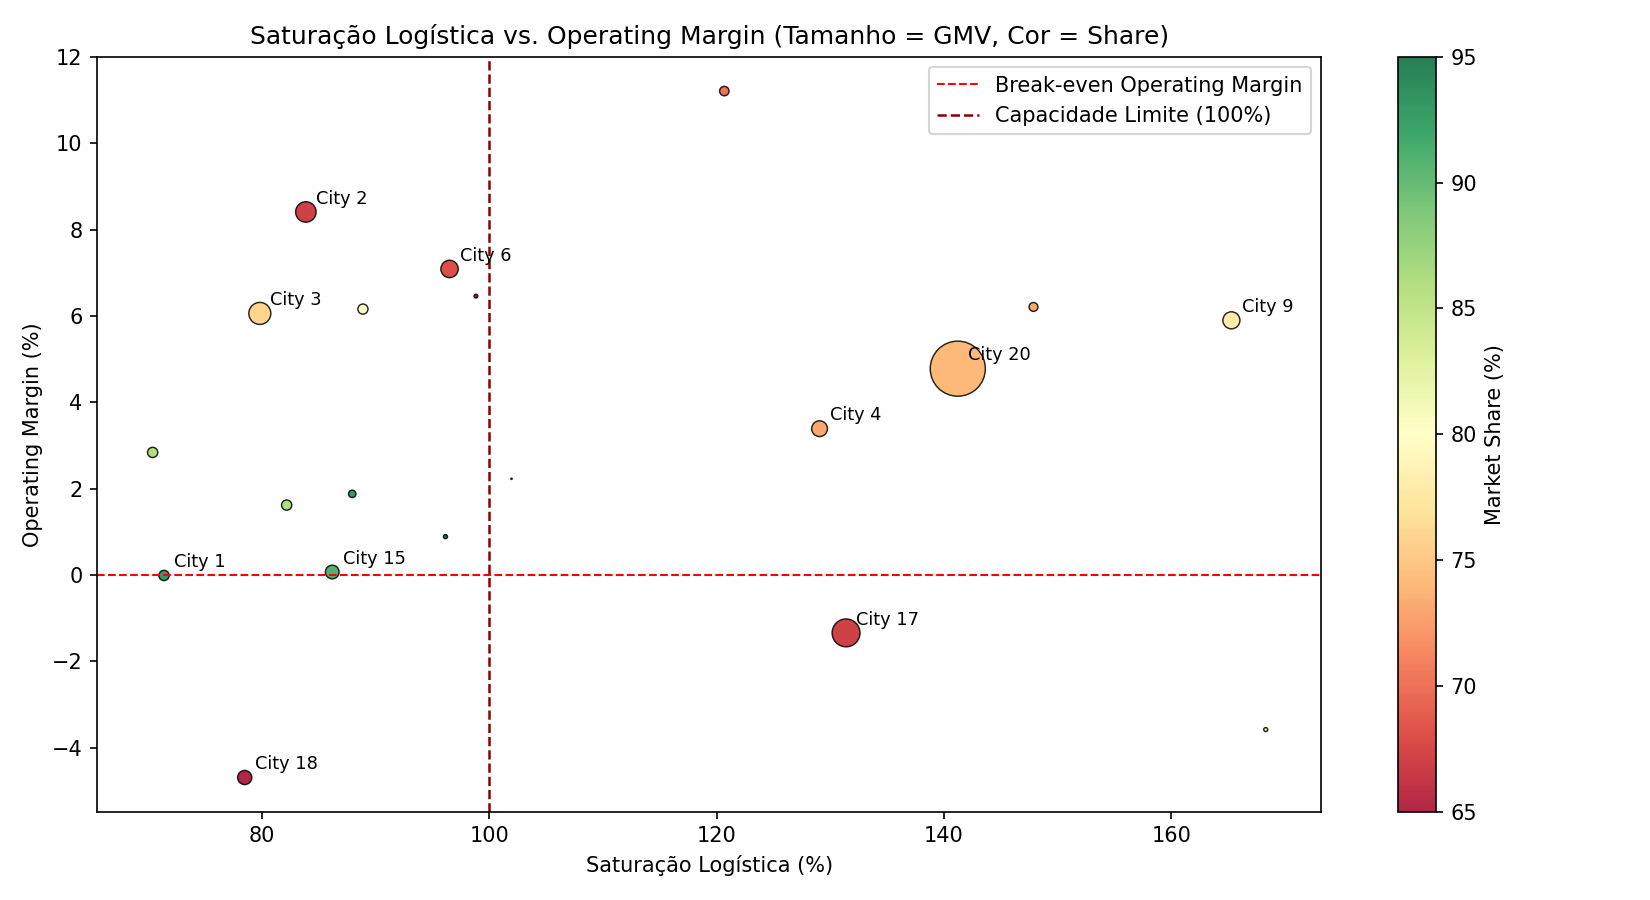 Saturação Logística vs. Operating Margin (Tamanho = GMV, Cor = Share)
Break-even Operating Margin
Capacidade Limite (100%)
Operating Margin (%)
12
10
8
6
4
2
0
−2
−4
City 2
City 6
City 3
City 9
City 20
City 4
City 1
City 15
City 17
City 18
80
100
120
140
160
Saturação Logística (%)
95
90
85
80
75
70
65
Market Share (%)